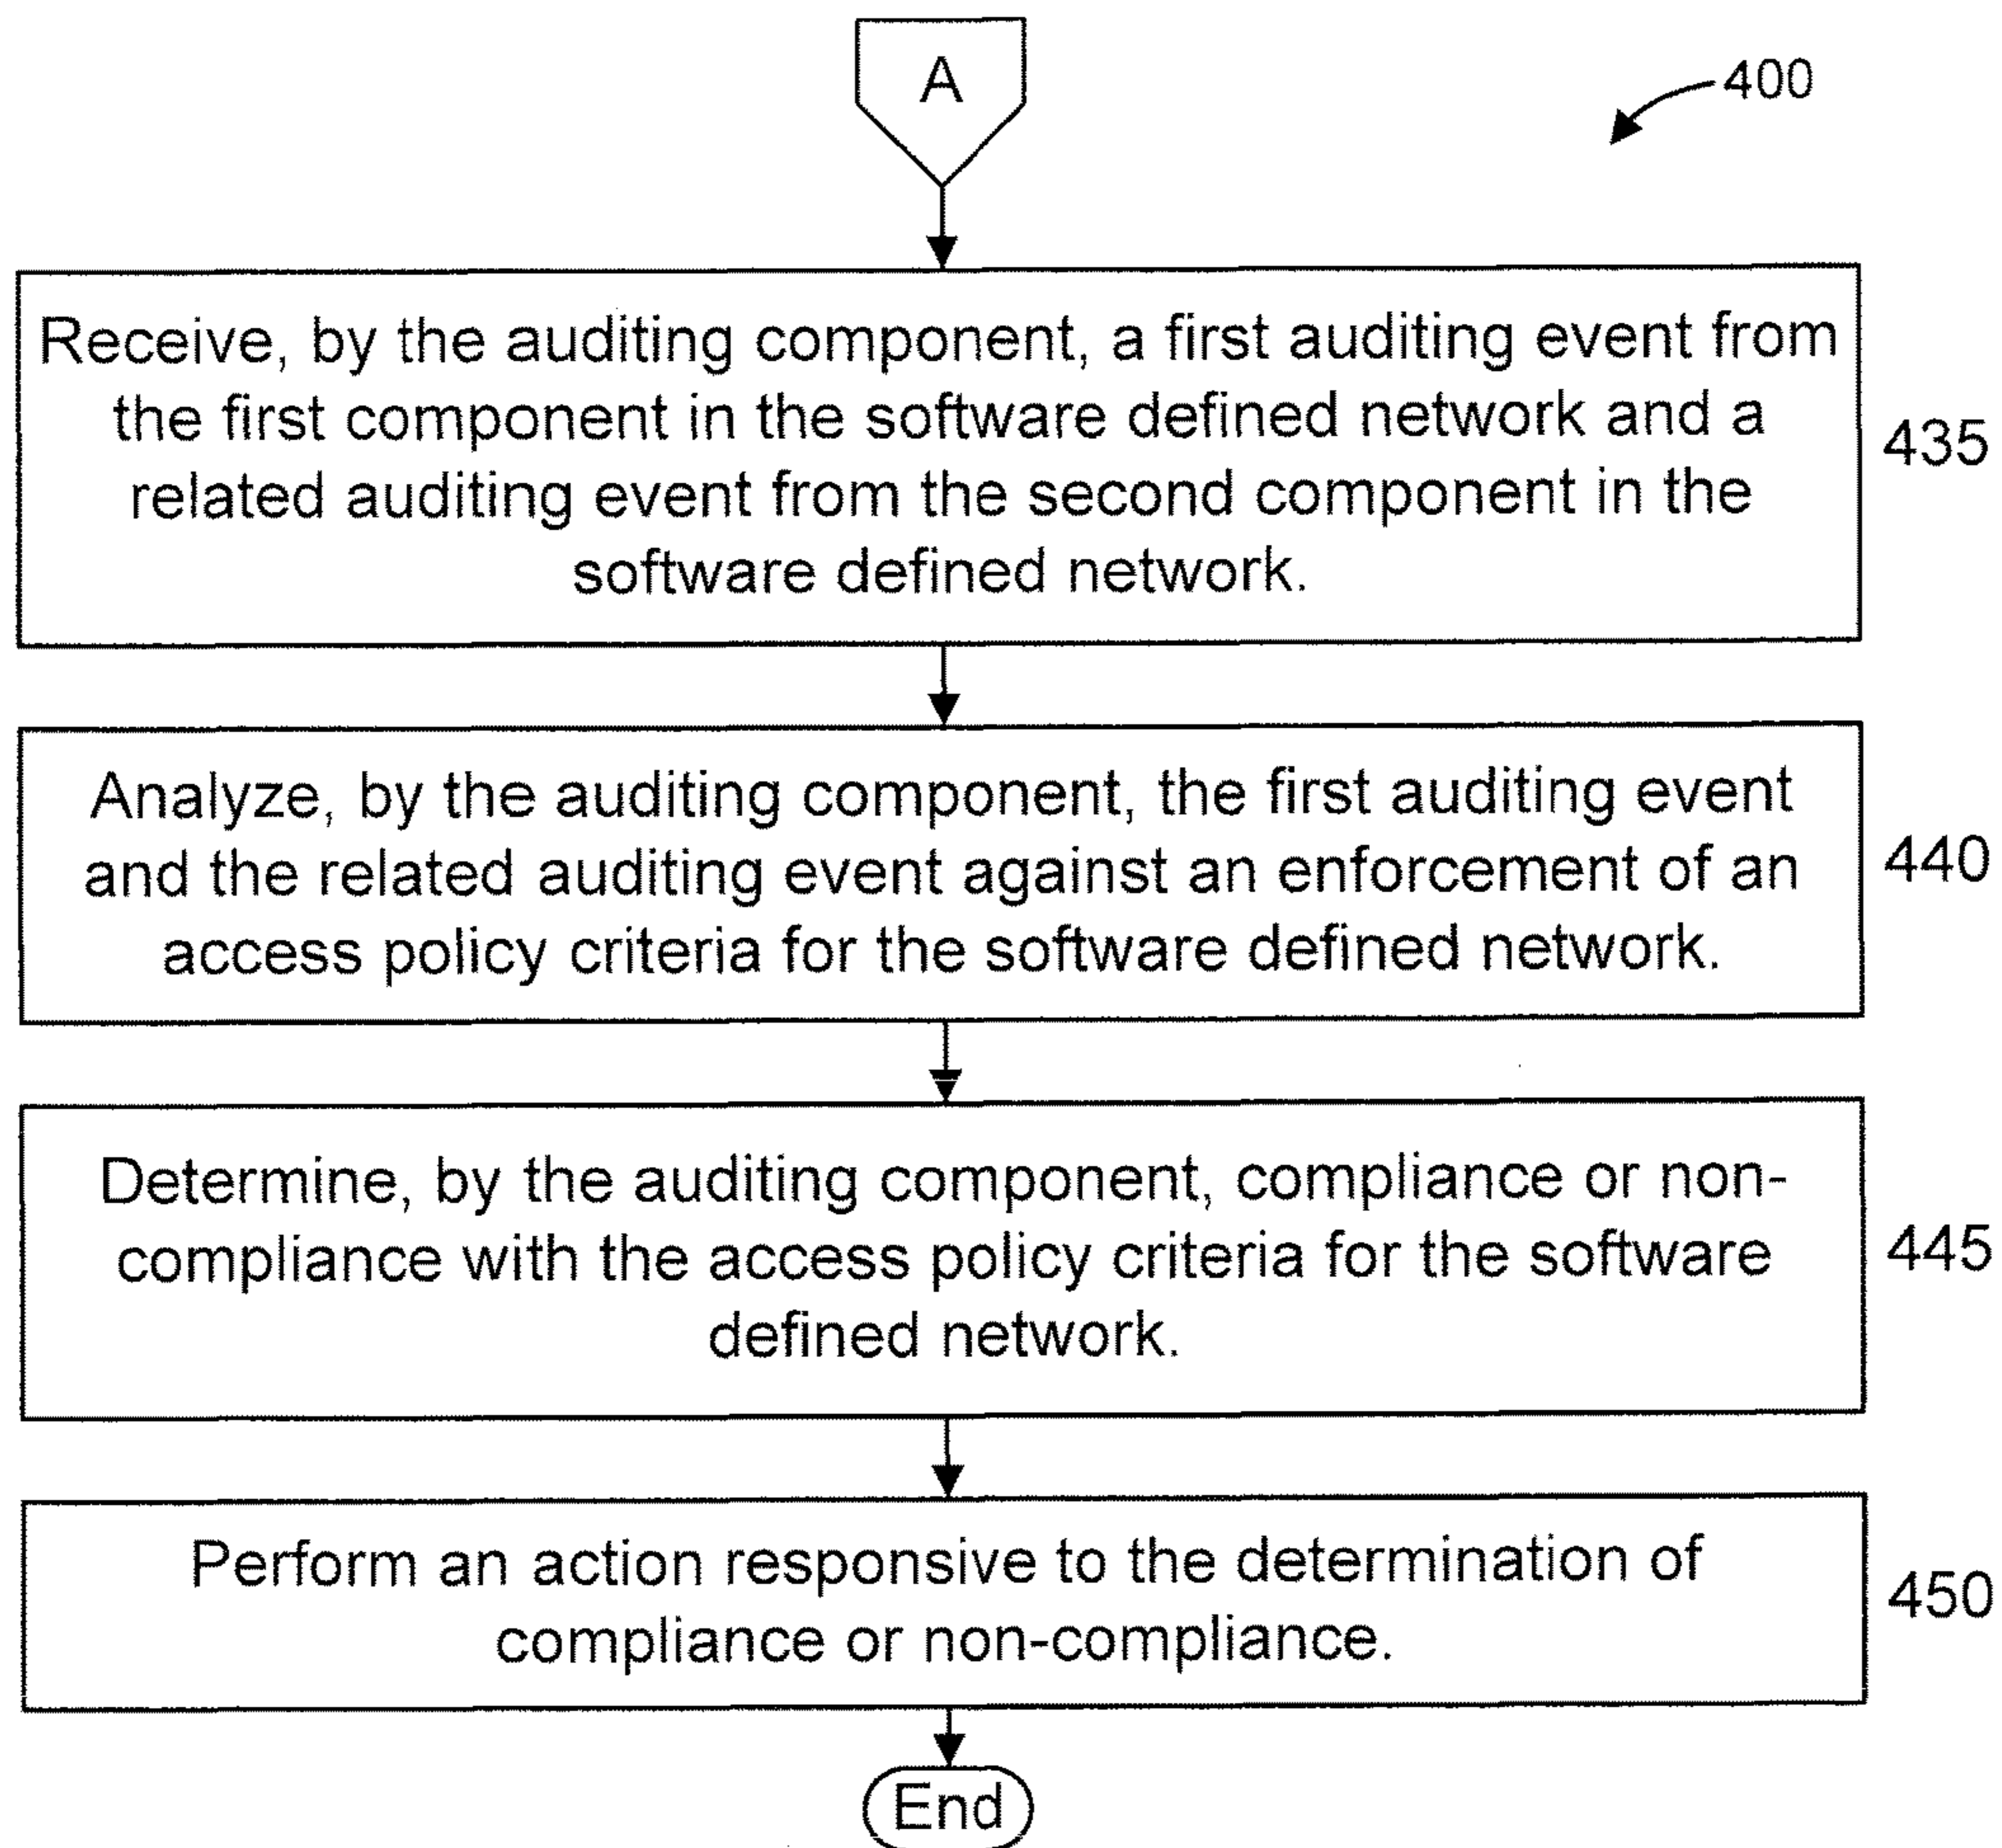 A
400
Receive, by the auditing component, a first auditing event from
the first component in the software defined network and a
related auditing event from the second component in the
software defined network.
435
Analyze, by the auditing component, the first auditing event
and the related auditing event against an enforcement of an
access policy criteria for the software defined network.
440
Determine, by the auditing component, compliance or non-
compliance with the access policy criteria for the software
defined network.
445
Perform an action responsive to the determination of
compliance or non-compliance.
450
End